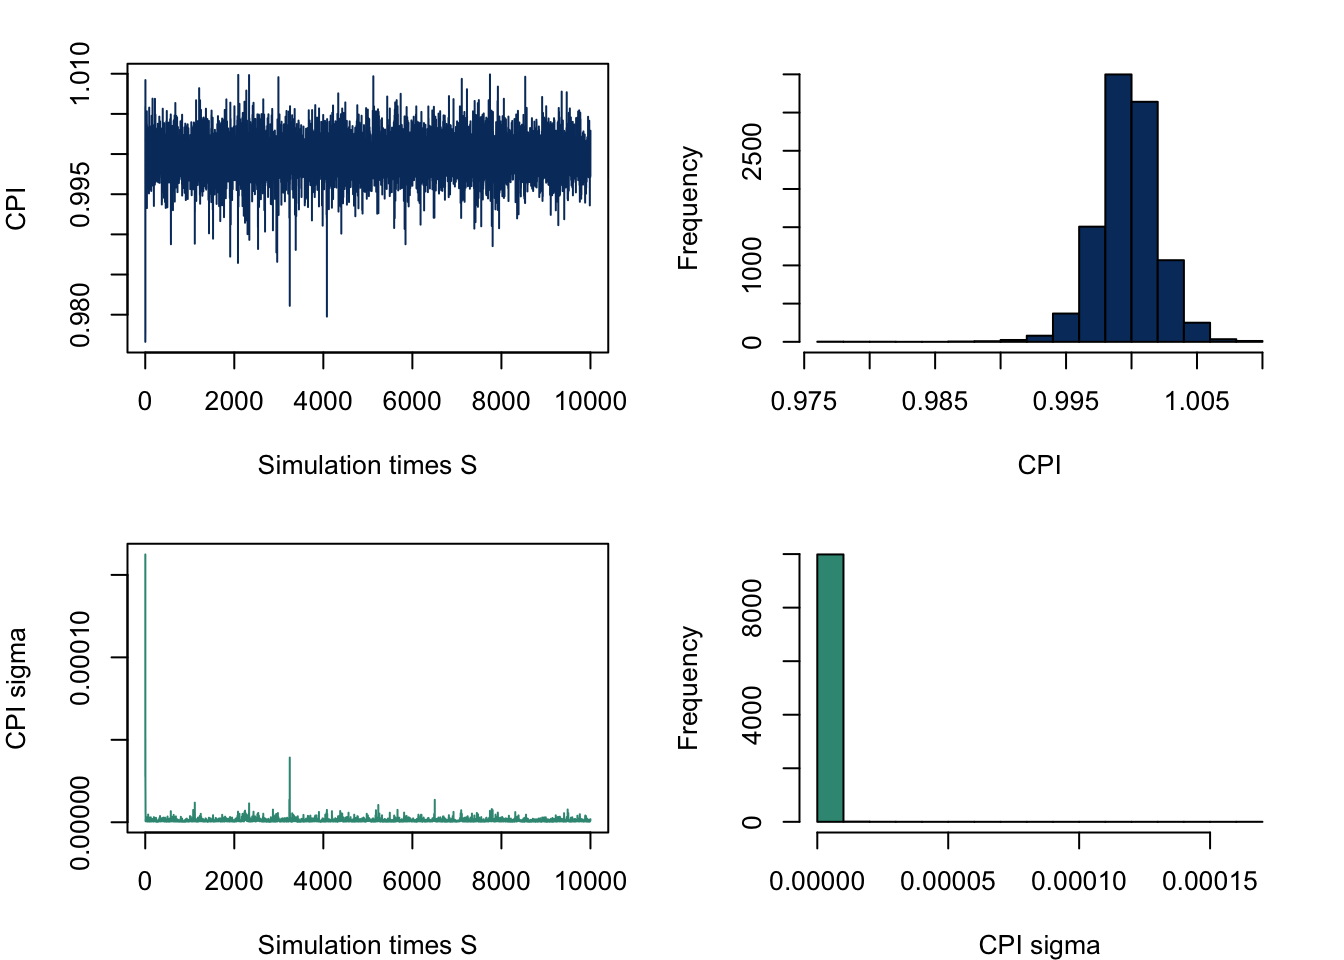 CPI
1.010
0.995
0.980
0 2000 4000 6000 8000 10000
Simulation times S
Frequency
2500
1000
0
0.975 0.985 0.995 1.005
CPI
CPI sigma
0.00010
0.00000
0 2000 4000 6000 8000 10000
Simulation times S
Frequency
8000
4000
0
0.00000 0.00005 0.00010 0.00015
CPI sigma